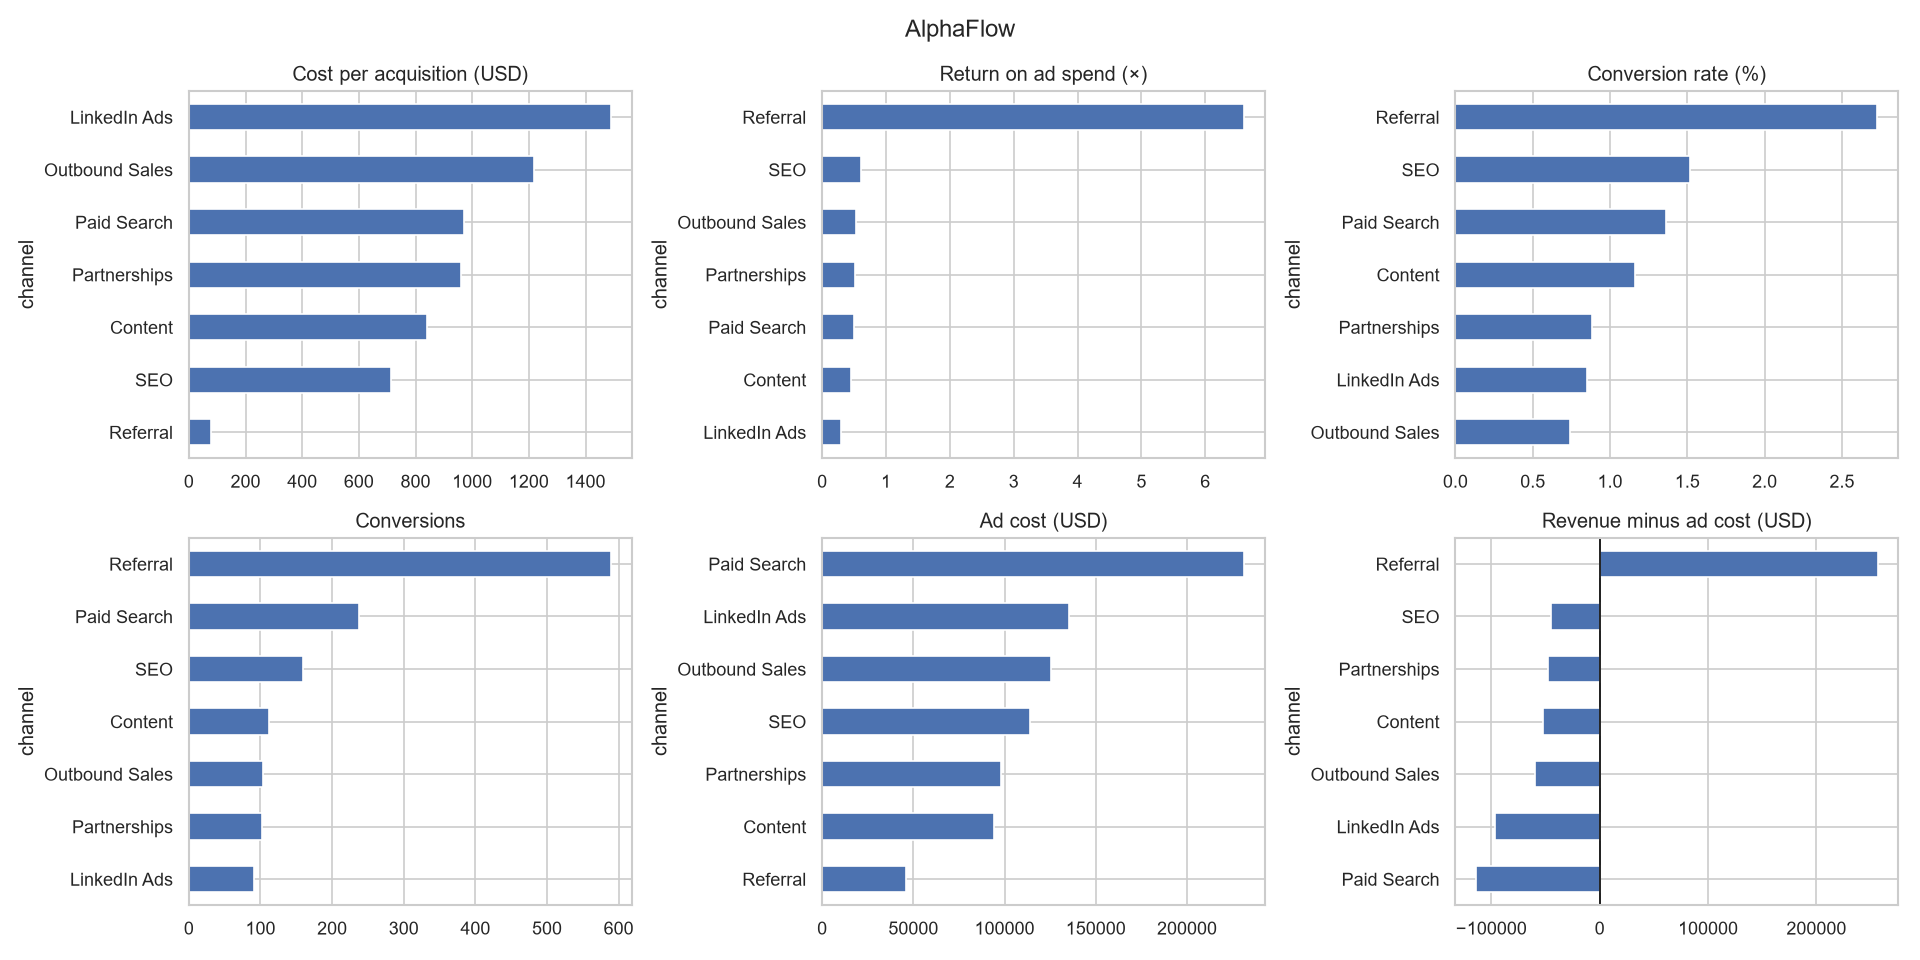 AlphaFlow
Cost per acquisition (USD)
channel
LinkedIn Ads
Outbound Sales
Paid Search
Partnerships
Content
SEO
Referral
0 200 400 600 800 1000 1200 1400
Return on ad spend (×)
channel
Referral
SEO
Outbound Sales
Partnerships
Paid Search
Content
LinkedIn Ads
0 1 2 3 4 5 6
Conversion rate (%)
channel
Referral
SEO
Paid Search
Content
Partnerships
LinkedIn Ads
Outbound Sales
0.0 0.5 1.0 1.5 2.0 2.5
Conversions
channel
Referral
Paid Search
SEO
Content
Outbound Sales
Partnerships
LinkedIn Ads
0 100 200 300 400 500 600
Ad cost (USD)
channel
Paid Search
LinkedIn Ads
Outbound Sales
SEO
Partnerships
Content
Referral
0 50000 100000 150000 200000
Revenue minus ad cost (USD)
channel
Referral
SEO
Partnerships
Content
Outbound Sales
LinkedIn Ads
Paid Search
−100000 0 100000 200000